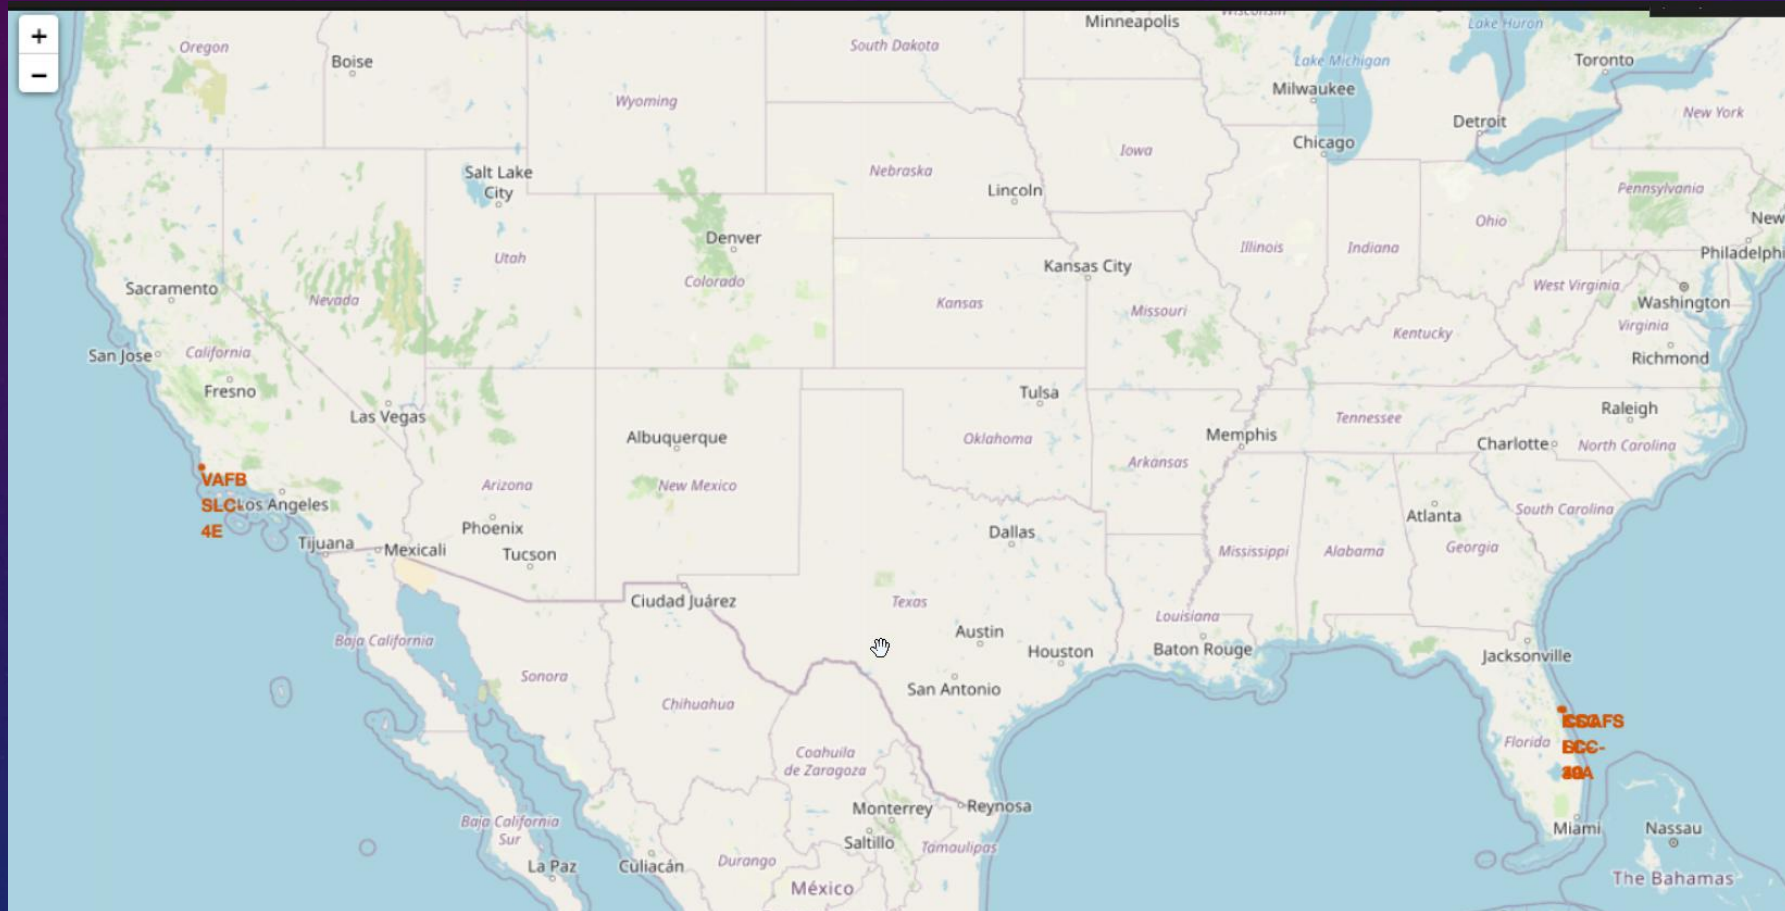 +
−
Oregon
Boise
South Dakota
Minneapolis
Wisconsin
Lake Huron
Toronto
Wyoming
Lake Michigan
Milwaukee
New York
Detroit
Chicago
Iowa
Salt Lake
City
Nebraska
Lincoln
Pennsylvania
New
Ohio
Denver
Utah
Illinois
Indiana
Philadelphi
Kansas City
Colorado
Sacramento
Nevada
Kansas
Missouri
West Virginia
Washington
Kentucky
Virginia
San Jose
California
Richmond
Fresno
Las Vegas
Tulsa
Tennessee
Raleigh
Albuquerque
Oklahoma
Memphis
Charlotte
North Carolina
Arkansas
VAFB
SLC-
4E
Los Angeles
Arizona
New Mexico
South Carolina
Atlanta
Phoenix
Dallas
Tijuana
Mexicali
Tucson
Mississippi
Alabama
Georgia
Ciudad Juárez
Texas
Louisiana
Baja California
Austin
Houston
Baton Rouge
Jacksonville
Sonora
San Antonio
Chihuahua
Florida
Coahuila
de Zaragoza
Monterrey
Reynosa
Baja California
Sur
Saltillo
Tamaulipas
Miami
Nassau
La Paz
Culiacán
Durango
México
The Bahamas